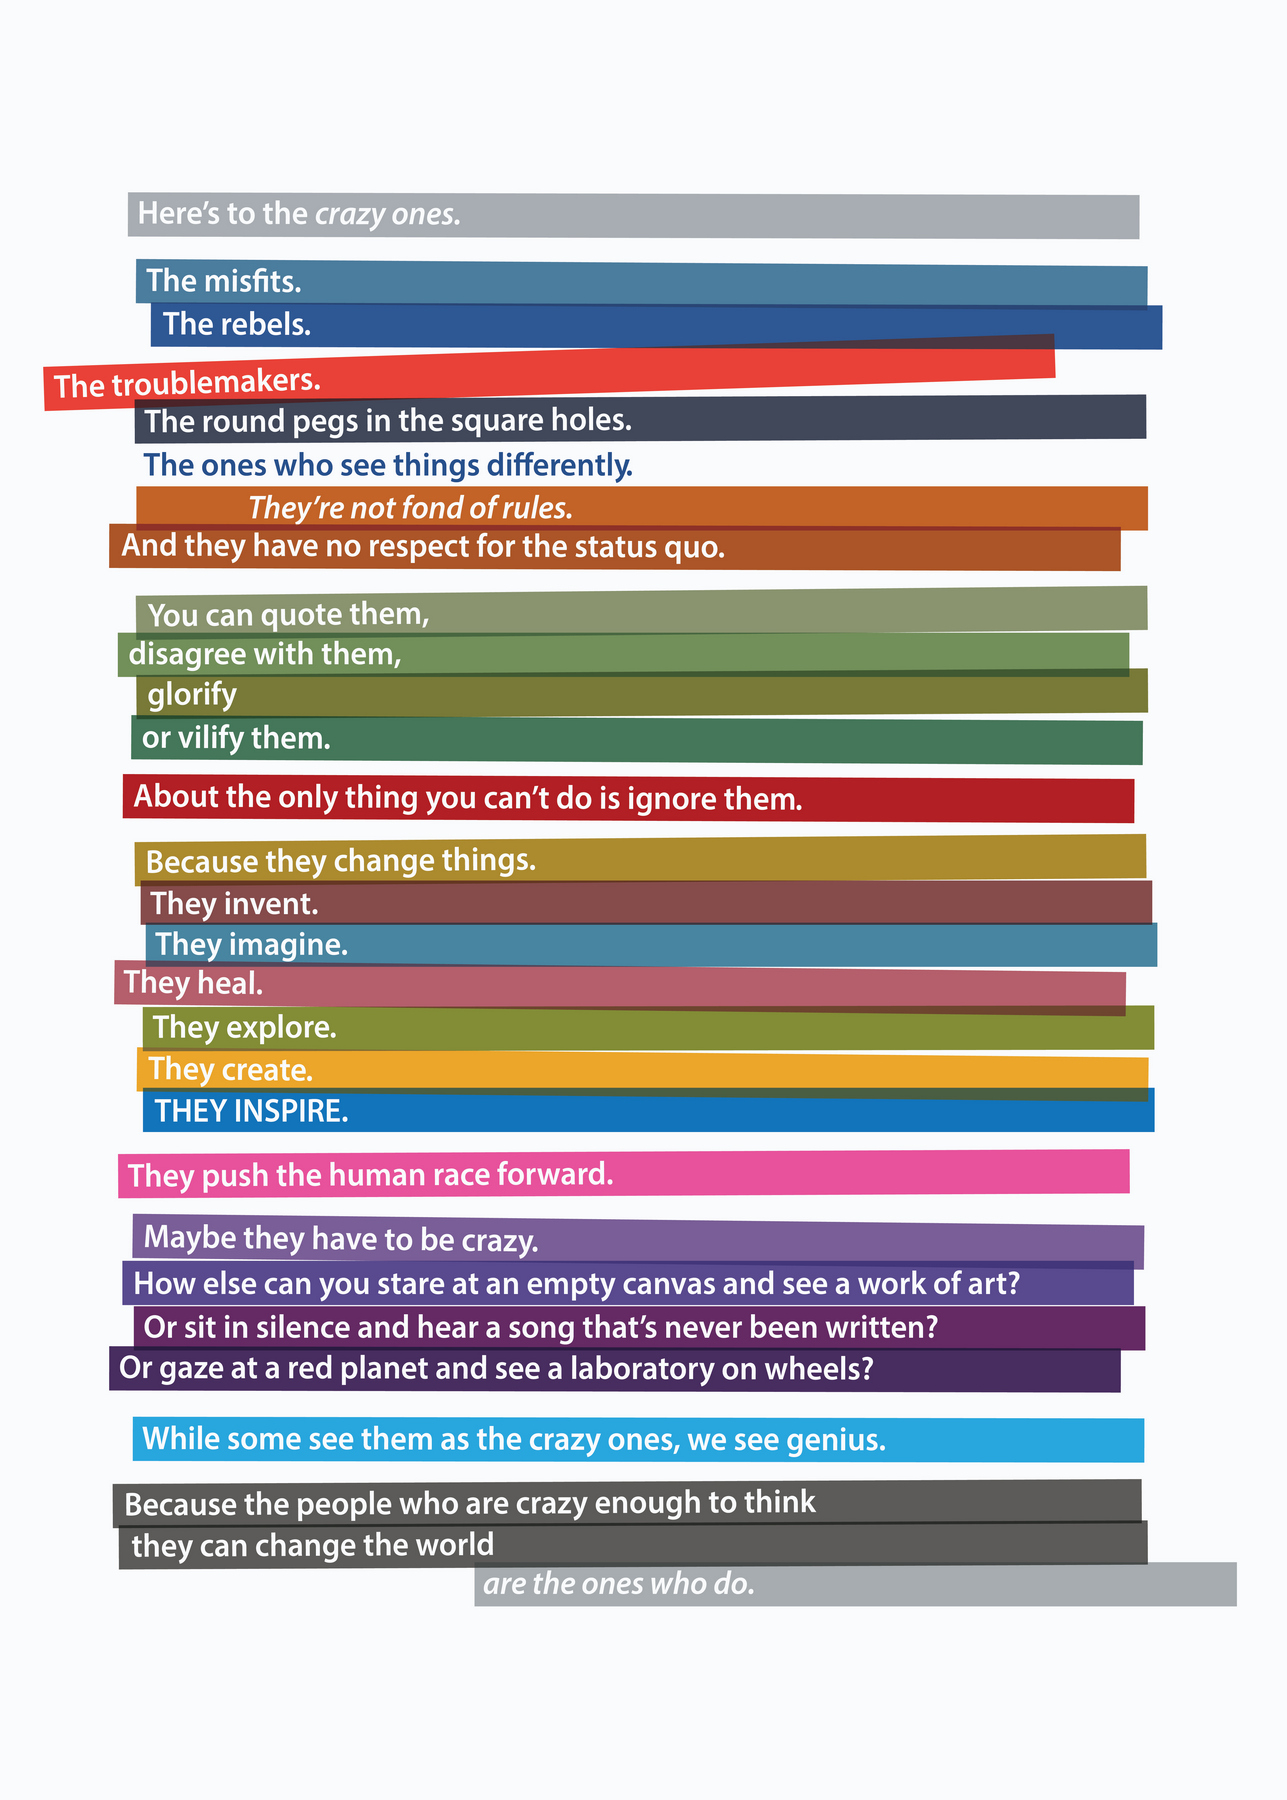 Here’s to the crazy ones.
The misfits.
The rebels.
The troublemakers.
The round pegs in the square holes.
The ones who see things differently.
They’re not fond of rules.
And they have no respect for the status quo.
You can quote them,
disagree with them,
glorify
or vilify them.
About the only thing you can’t do is ignore them.
Because they change things.
They invent.
They imagine.
They heal.
They explore.
They create.
THEY INSPIRE.
They push the human race forward.
Maybe they have to be crazy.
How else can you stare at an empty canvas and see a work of art?
Or sit in silence and hear a song that’s never been written?
Or gaze at a red planet and see a laboratory on wheels?
While some see them as the crazy ones, we see genius.
Because the people who are crazy enough to think
they can change the world
are the ones who do.